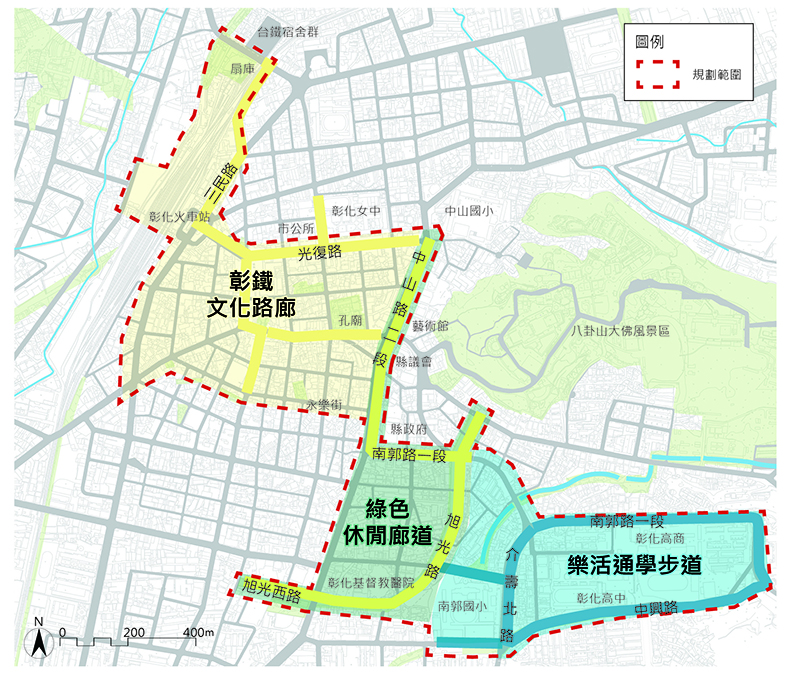 台鐵宿舍群
圖例
規劃範圍
扇庫
三民路
彰化火車站
彰化女中
中山國小
市公所
光復路
中山路二段
彰鐵
文化路廊
孔廟
藝術館
八卦山大佛風景區
縣議會
永樂街
縣政府
南郭路一段
綠色
休閒廊道
旭光路
南郭路一段
彰化高商
介壽北路
樂活通學步道
旭光西路
彰化基督教醫院
南郭國小
彰化高中
中興路
N
0 200 400m